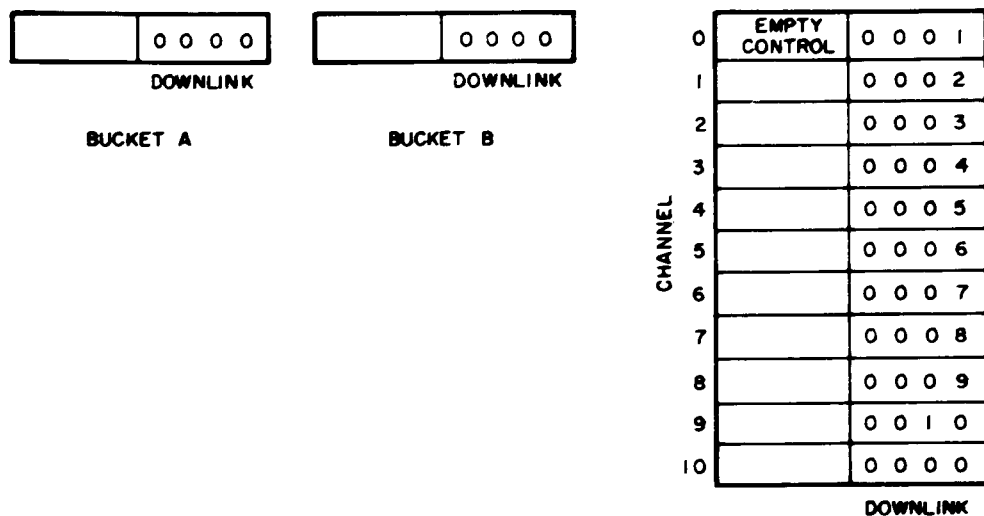 0 0 0 0
DOWNLINK
BUCKET A
0 0 0 0
DOWNLINK
BUCKET B
CHANNEL
0 EMPTY CONTROL 0 0 0 1
1 0 0 0 2
2 0 0 0 3
3 0 0 0 4
4 0 0 0 5
5 0 0 0 6
6 0 0 0 7
7 0 0 0 8
8 0 0 0 9
9 0 0 1 0
10 0 0 0 0
DOWNLINK